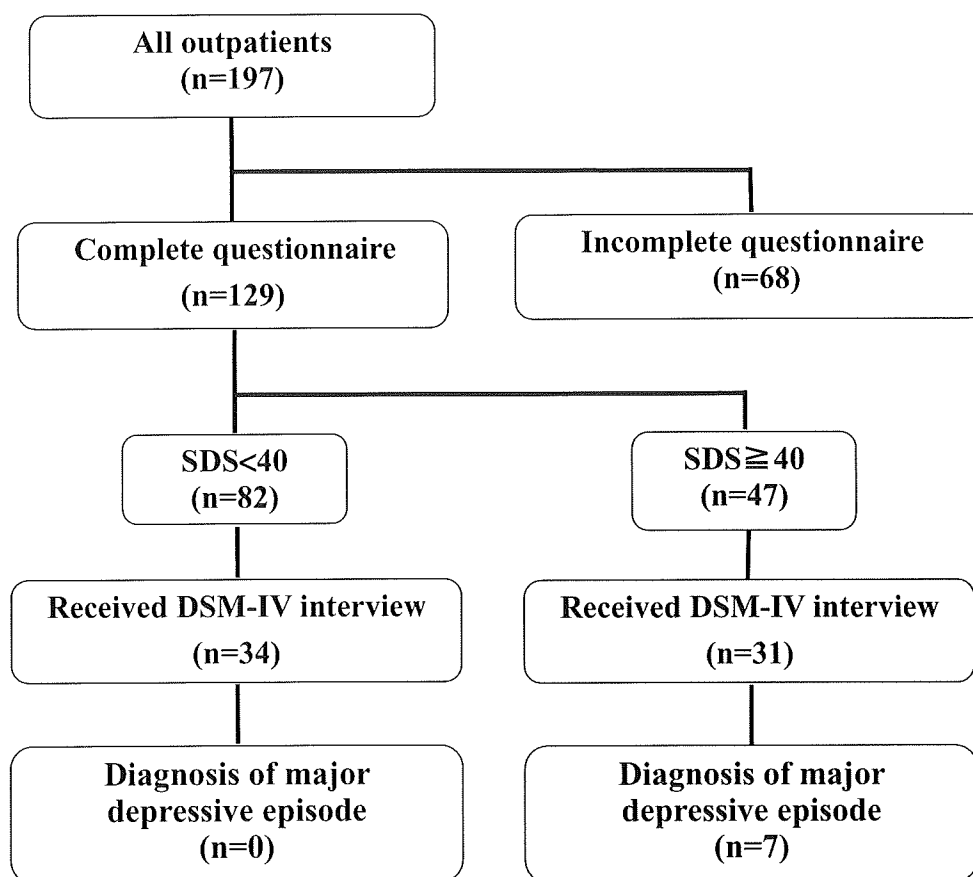 All outpatients
(n=197)
Complete questionnaire
(n=129)
Incomplete questionnaire
(n=68)
SDS<40
(n=82)
SDS≧40
(n=47)
Received DSM-IV interview
(n=34)
Received DSM-IV interview
(n=31)
Diagnosis of major
depressive episode
(n=0)
Diagnosis of major
depressive episode
(n=7)